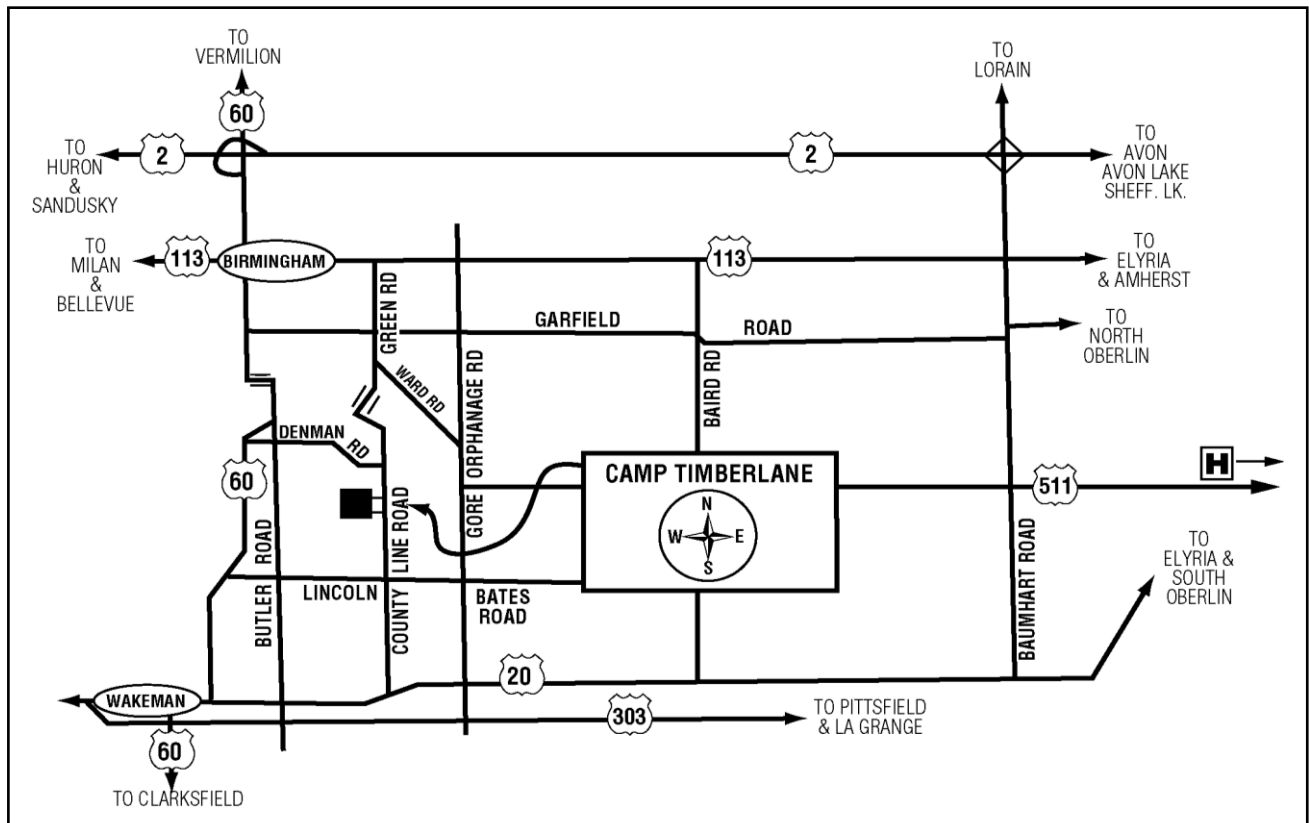 TO
VERMILION
60
TO
LORAIN
TO
HURON
&
SANDUSKY
2
2
TO
AVON
AVON LAKE
SHEFF. LK.
TO
MILAN
&
BELLEVUE
113
BIRMINGHAM
113
TO
ELYRIA
& AMHERST
GREEN RD
GARFIELD
ROAD
TO
NORTH
OBERLIN
WARD RD
GORE ORPHANAGE RD
BAIRD RD
DENMAN
RD
60
CAMP TIMBERLANE
N
W
E
S
H
511
BUTLER ROAD
COUNTY LINE ROAD
BAUMHART ROAD
TO
ELYRIA &
SOUTH
OBERLIN
LINCOLN
BATES
ROAD
WAKEMAN
20
303
TO PITTSFIELD
& LA GRANGE
60
TO CLARKSFIELD